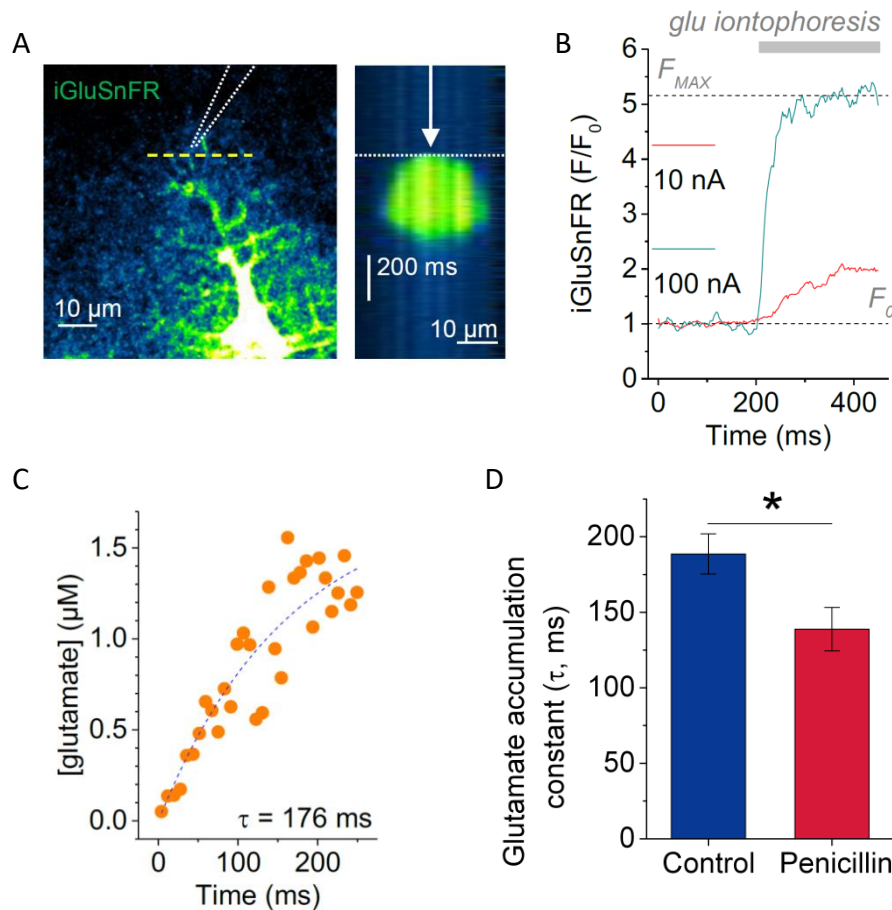 A
iGluSnFR
10 µm
200 ms
10 µm
B
glu iontophoresis
iGluSnFR (F/F₀)
6
5
4
3
2
1
0
F_MAX
10 nA
100 nA
F₀
0
200
400
Time (ms)
C
[glutamate] (µM)
1.5
1.0
0.5
0.0
τ = 176 ms
0
100
200
Time (ms)
D
Glutamate accumulation
constant (τ, ms)
200
150
100
50
0
*
Control
Penicillin